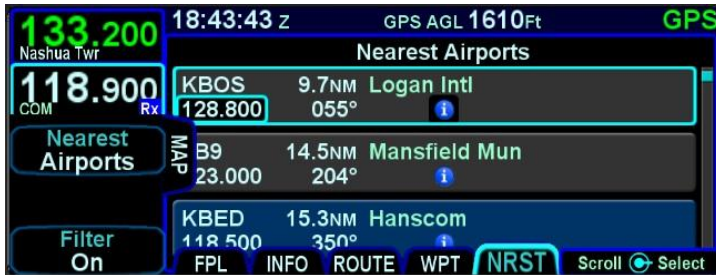 133.200
Nashua Twr
118.900
COM Rx
Nearest
Airports
Filter
On
18:43:43 Z GPS AGL 1610Ft GPS
Nearest Airports
KBOS 9.7NM Logan Intl
128.800 055° i
MAP
B9 14.5NM Mansfield Mun
23.000 204° i
KBED 15.3NM Hanscom
118.500 350° i
FPL INFO ROUTE WPT NRST Scroll Select